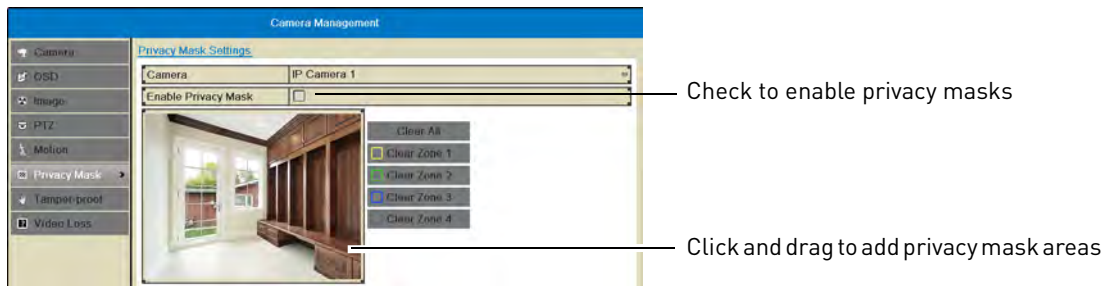 Camera Management
Camera
OSD
Image
PTZ
Motion
Privacy Mask
Tamper-proof
Video Loss
Privacy Mask Settings
Camera IP Camera 1
Enable Privacy Mask
Clear All
Clear Zone 1
Clear Zone 2
Clear Zone 3
Clear Zone 4
Check to enable privacy masks
Click and drag to add privacy mask areas